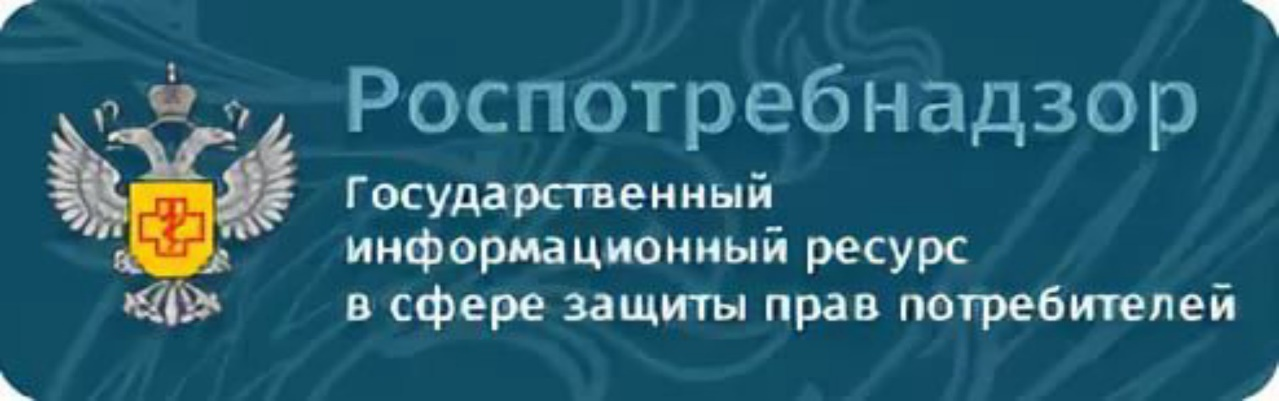 Роспотребнадзор
Государственный
информационный ресурс
в сфере защиты прав потребителей